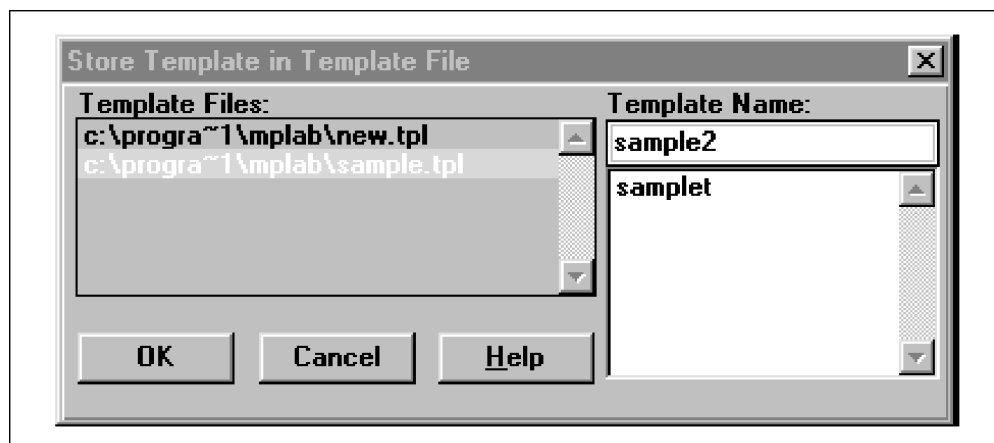 Store Template in Template File
Template Files:
c:\progra~1\mplab\new.tpl
c:\progra~1\mplab\sample.tpl
Template Name:
sample2
samplet
OK
Cancel
Help